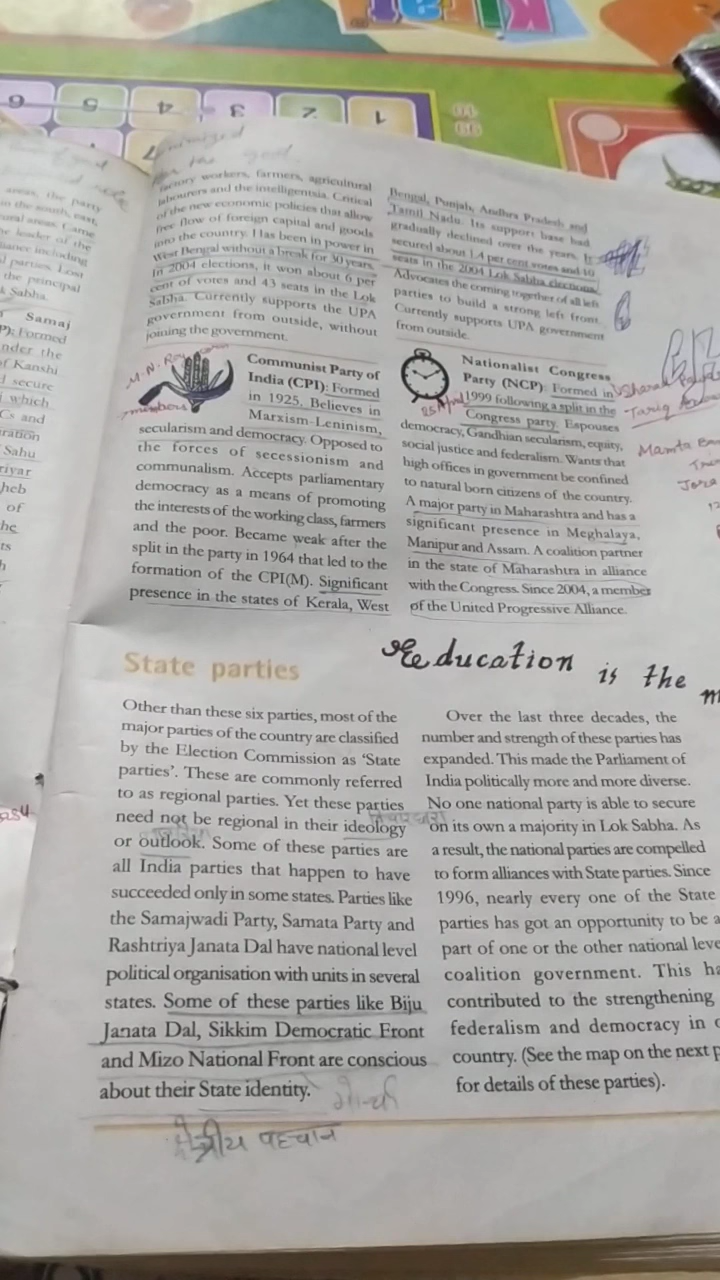 factory workers, farmers, agricultural
labourers and the intelligentsia. Critical
of the new economic policies that allow
free flow of foreign capital and goods
into the country. Has been in power in
West Bengal without a break for 30 years.
In 2004 elections, it won about 6 per
cent of votes and 43 seats in the Lok
Sabha. Currently supports the UPA
government from outside, without
joining the government.
M.N. Roy
members
Communist Party of
India (CPI): Formed
in 1925. Believes in
Marxism-Leninism,
secularism and democracy. Opposed to
the forces of secessionism and
communalism. Accepts parliamentary
democracy as a means of promoting
the interests of the working class, farmers
and the poor. Became weak after the
split in the party in 1964 that led to the
formation of the CPI(M). Significant
presence in the states of Kerala, West
Bengal, Punjab, Andhra Pradesh and
Tamil Nadu. Its support base had
gradually declined over the years. It
secured about 1.4 per cent votes and 10
seats in the 2004 Lok Sabha elections.
Advocates the coming together of all left
parties to build a strong left front.
Currently supports UPA government
from outside.
Nationalist Congress
Party (NCP): Formed in
1999 following a split in the
Congress party. Espouses
democracy, Gandhian secularism, equity,
social justice and federalism. Wants that
high offices in government be confined
to natural born citizens of the country.
A major party in Maharashtra and has a
significant presence in Meghalaya,
Manipur and Assam. A coalition partner
in the state of Maharashtra in alliance
with the Congress. Since 2004, a member
of the United Progressive Alliance.
Education is the
State parties
Other than these six parties, most of the
major parties of the country are classified
by the Election Commission as ‘State
parties’. These are commonly referred
to as regional parties. Yet these parties
need not be regional in their ideology
or outlook. Some of these parties are
all India parties that happen to have
succeeded only in some states. Parties like
the Samajwadi Party, Samata Party and
Rashtriya Janata Dal have national level
political organisation with units in several
states. Some of these parties like Biju
Janata Dal, Sikkim Democratic Front
and Mizo National Front are conscious
about their State identity.
क्षेत्रीय पहचान
Over the last three decades, the
number and strength of these parties has
expanded. This made the Parliament of
India politically more and more diverse.
No one national party is able to secure
on its own a majority in Lok Sabha. As
a result, the national parties are compelled
to form alliances with State parties. Since
1996, nearly every one of the State
parties has got an opportunity to be a
part of one or the other national leve
coalition government. This ha
contributed to the strengthening
federalism and democracy in
country. (See the map on the next p
for details of these parties).